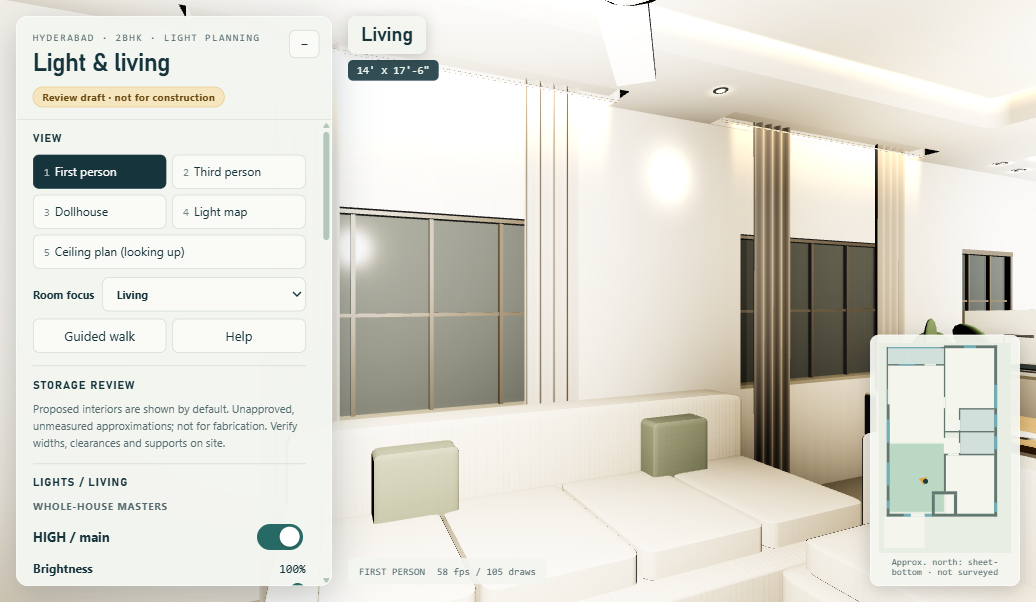 HYDERABAD · 2BHK · LIGHT PLANNING
Light & living
–
Review draft · not for construction
VIEW
1 First person
2 Third person
3 Dollhouse
4 Light map
5 Ceiling plan (looking up)
Room focus
Living
Guided walk
Help
STORAGE REVIEW
Proposed interiors are shown by default. Unapproved,
unmeasured approximations; not for fabrication. Verify
widths, clearances and supports on site.
LIGHTS / LIVING
WHOLE-HOUSE MASTERS
HIGH / main
Brightness 100%
Living
14' x 17'-6"
FIRST PERSON 58 fps / 105 draws
Approx. north: sheet-
bottom · not surveyed